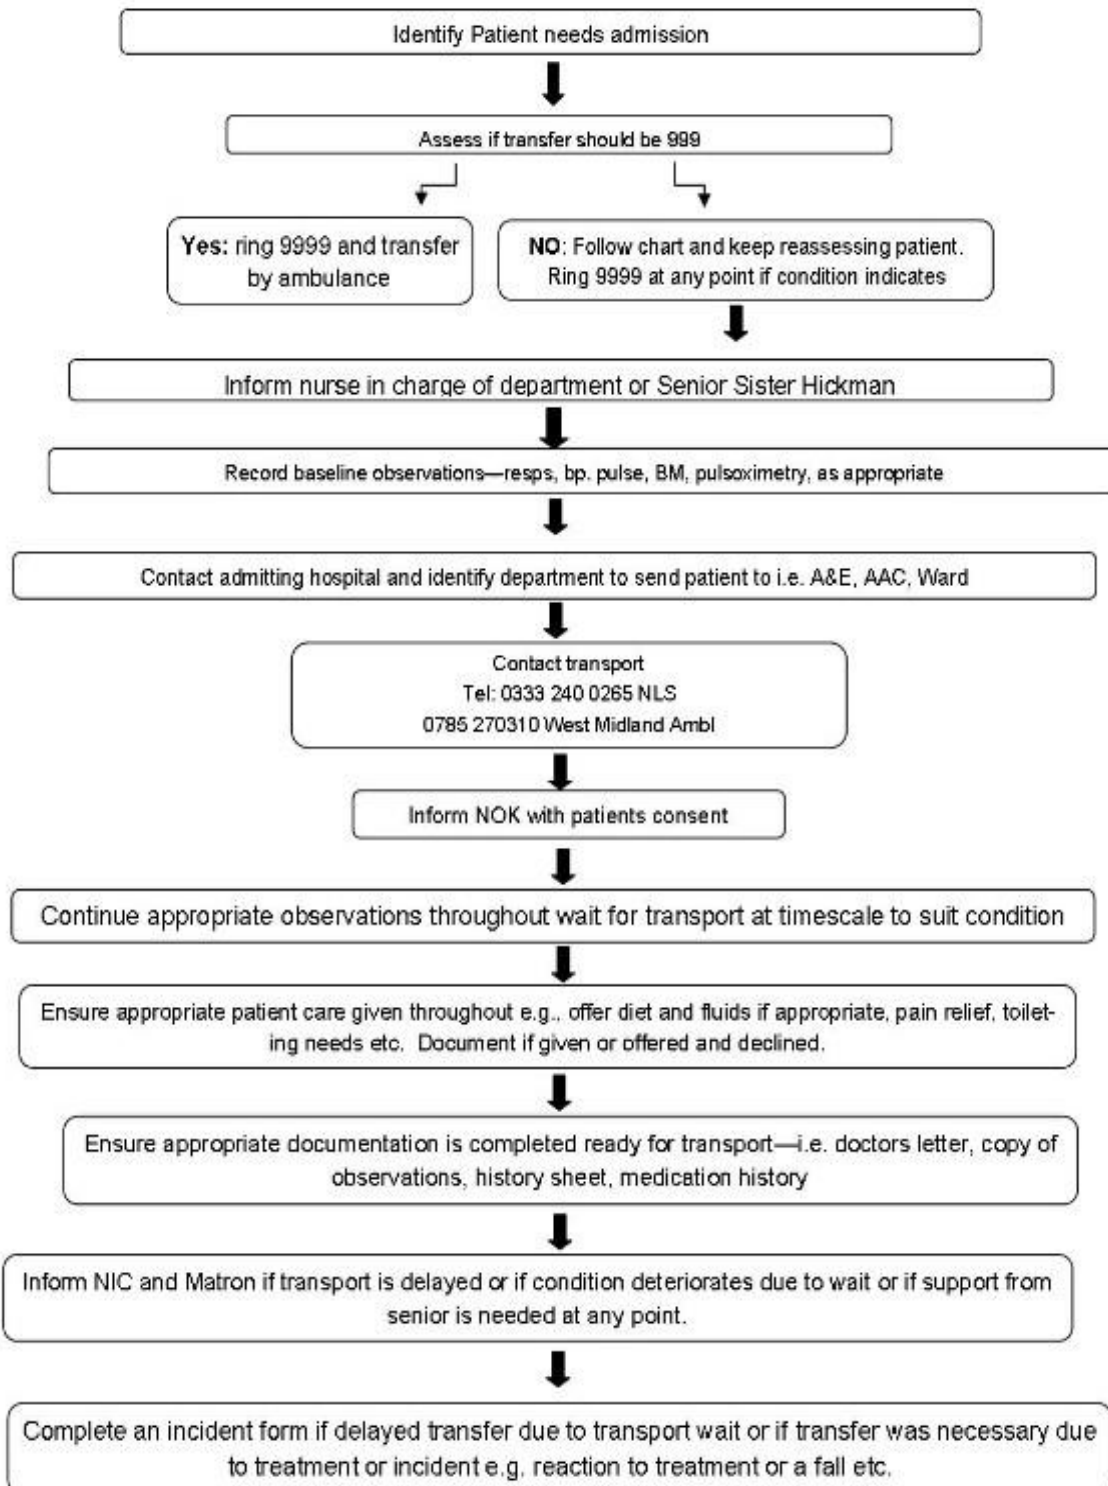 Identify Patient needs admission
Assess if transfer should be 999
Yes: ring 9999 and transfer
by ambulance
NO: Follow chart and keep reassessing patient.
Ring 9999 at any point if condition indicates
Inform nurse in charge of department or Senior Sister Hickman
Record baseline observations—resps, bp. pulse, BM, pulsoximetry, as appropriate
Contact admitting hospital and identify department to send patient to i.e. A&E, AAC, Ward
Contact transport
Tel: 0333 240 0265 NLS
0785 270310 West Midland Ambl
Inform NOK with patients consent
Continue appropriate observations throughout wait for transport at timescale to suit condition
Ensure appropriate patient care given throughout e.g., offer diet and fluids if appropriate, pain relief, toilet-
ing needs etc. Document if given or offered and declined.
Ensure appropriate documentation is completed ready for transport—i.e. doctors letter, copy of
observations, history sheet, medication history
Inform NIC and Matron if transport is delayed or if condition deteriorates due to wait or if support from
senior is needed at any point.
Complete an incident form if delayed transfer due to transport wait or if transfer was necessary due
to treatment or incident e.g. reaction to treatment or a fall etc.